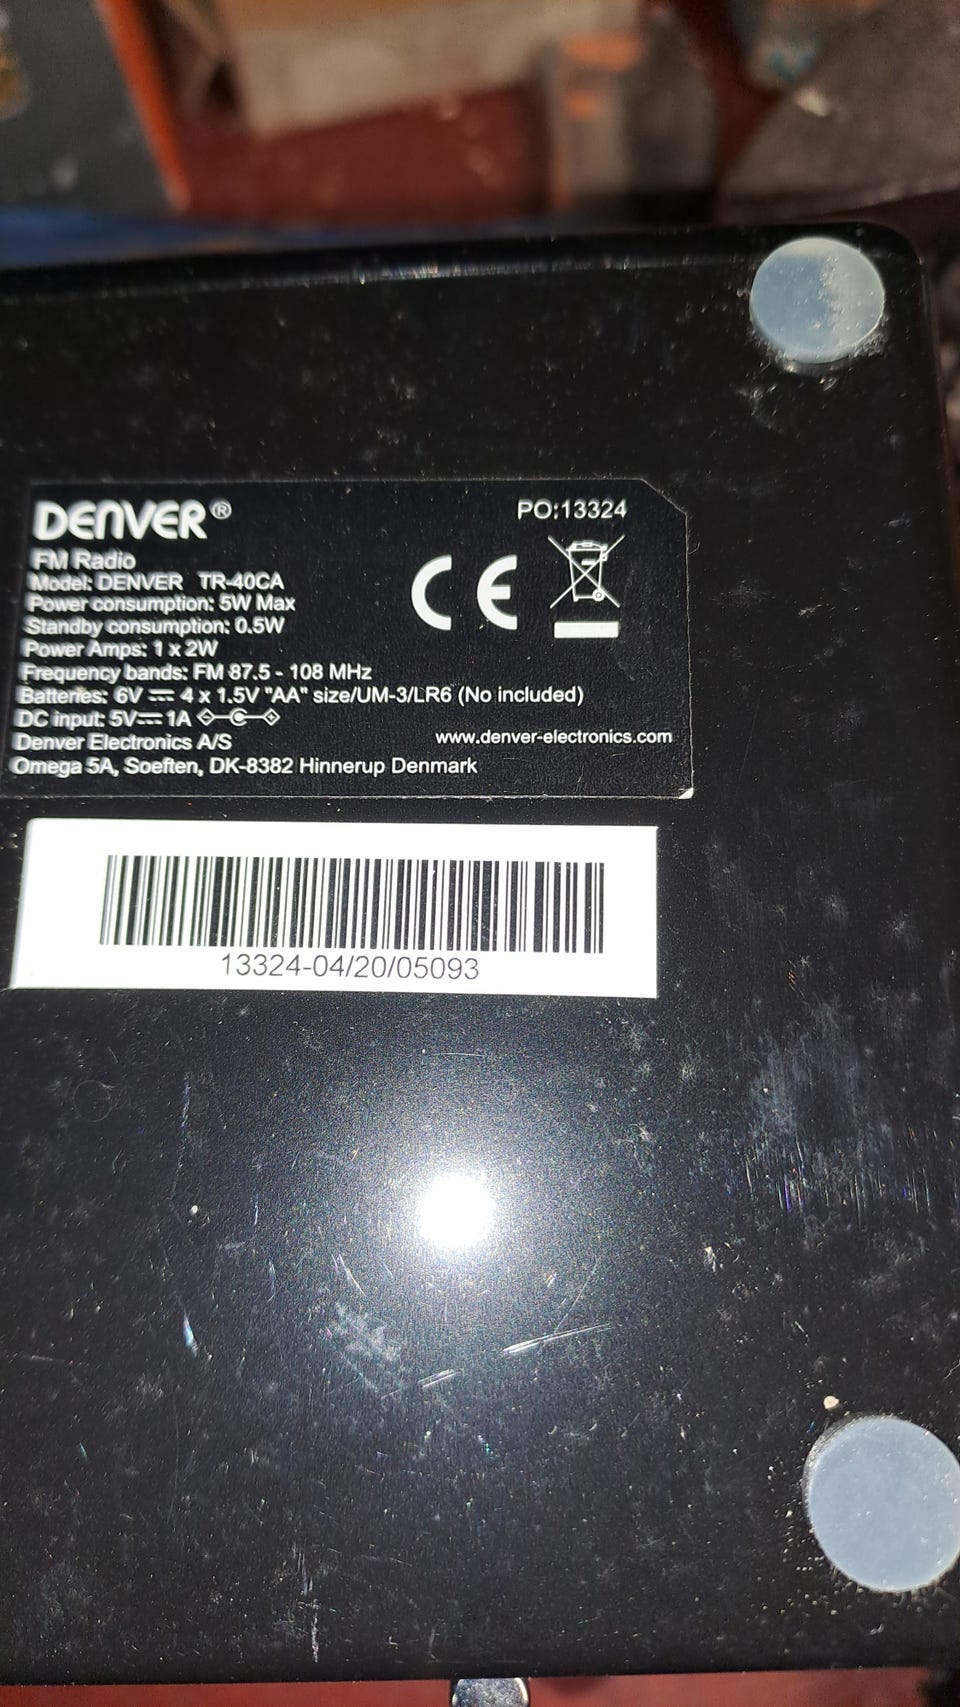 DENVER®
PO:13324
FM Radio
Model: DENVER TR-40CA
Power consumption: 5W Max
Standby consumption: 0.5W
Power Amps: 1 x 2W
Frequency bands: FM 87.5 - 108 MHz
Batteries: 6V ⎓ 4 x 1.5V "AA" size/UM-3/LR6 (No included)
DC input: 5V⎓1A
Denver Electronics A/S
www.denver-electronics.com
Omega 5A, Soeften, DK-8382 Hinnerup Denmark
CE
13324-04/20/05093